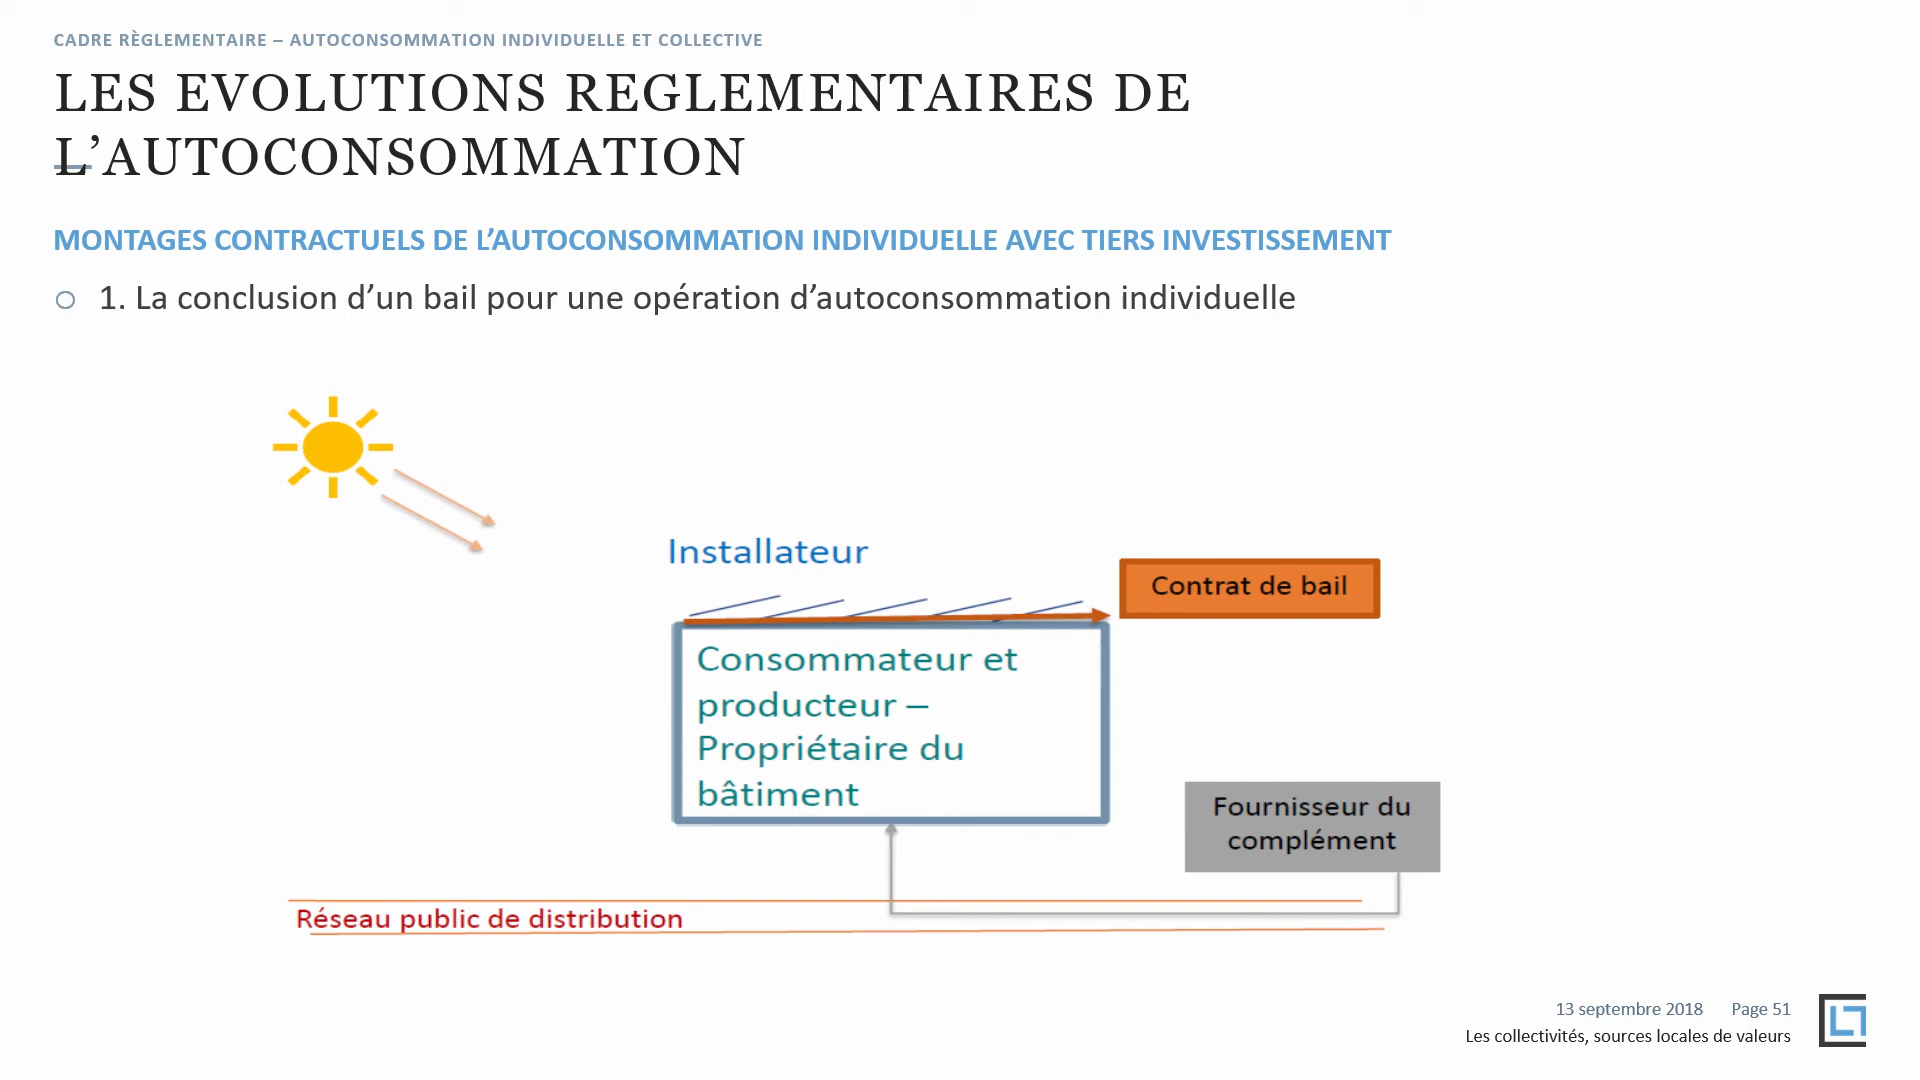 CADRE RÈGLEMENTAIRE – AUTOCONSOMMATION INDIVIDUELLE ET COLLECTIVE
LES EVOLUTIONS REGLEMENTAIRES DE
L’AUTOCONSOMMATION
MONTAGES CONTRACTUELS DE L’AUTOCONSOMMATION INDIVIDUELLE AVEC TIERS INVESTISSEMENT
1. La conclusion d’un bail pour une opération d’autoconsommation individuelle
Installateur
Contrat de bail
Consommateur et
producteur –
Propriétaire du
bâtiment
Fournisseur du
complément
Réseau public de distribution
13 septembre 2018 Page 51
Les collectivités, sources locales de valeurs